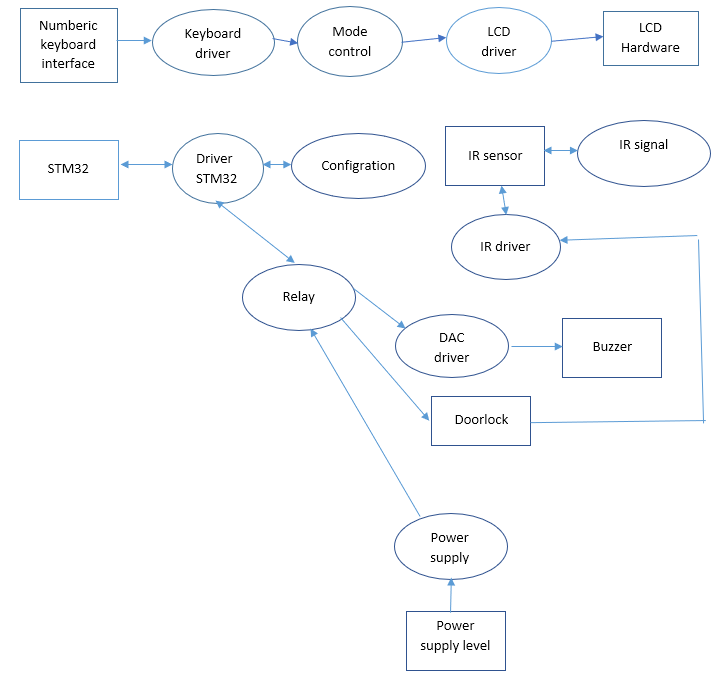 Numberic
keyboard
interface
Keyboard
driver
Mode
control
LCD
driver
LCD
Hardware
STM32
Driver
STM32
Configration
IR sensor
IR signal
IR driver
Relay
DAC
driver
Buzzer
Doorlock
Power
supply
Power
supply level